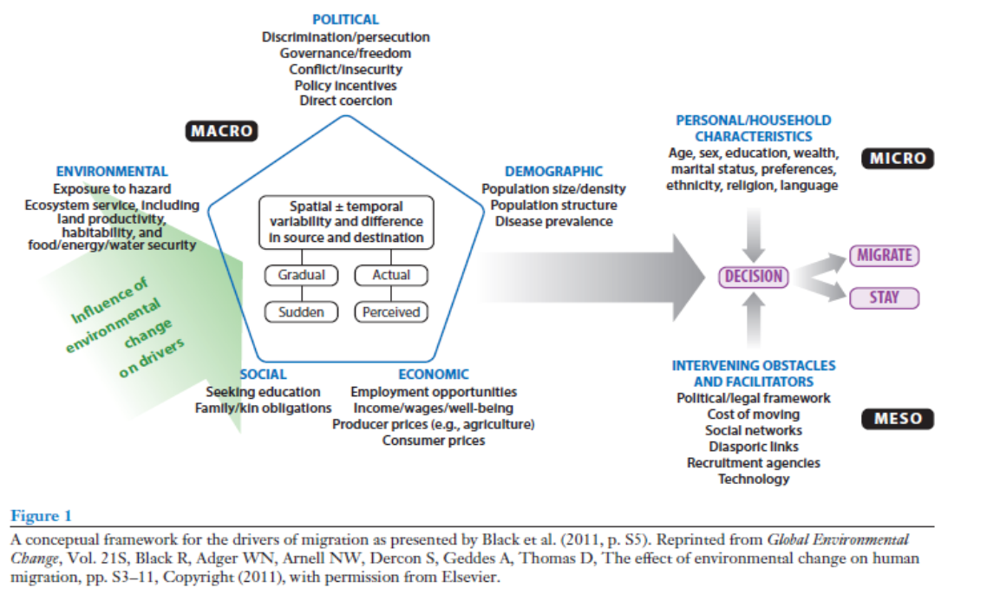 POLITICAL
Discrimination/persecution
Governance/freedom
Conflict/insecurity
Policy incentives
Direct coercion
MACRO
ENVIRONMENTAL
Exposure to hazard
Ecosystem service, including
land productivity,
habitability, and
food/energy/water security
Influence of
environmental
change
on drivers
Spatial ± temporal
variability and difference
in source and destination
Gradual
Actual
Sudden
Perceived
DEMOGRAPHIC
Population size/density
Population structure
Disease prevalence
SOCIAL
Seeking education
Family/kin obligations
ECONOMIC
Employment opportunities
Income/wages/well-being
Producer prices (e.g., agriculture)
Consumer prices
PERSONAL/HOUSEHOLD
CHARACTERISTICS
Age, sex, education, wealth,
marital status, preferences,
ethnicity, religion, language
MICRO
DECISION
MIGRATE
STAY
INTERVENING OBSTACLES
AND FACILITATORS
Political/legal framework
Cost of moving
Social networks
Diasporic links
Recruitment agencies
Technology
MESO
Figure 1
A conceptual framework for the drivers of migration as presented by Black et al. (2011, p. S5). Reprinted from Global Environmental
Change, Vol. 21S, Black R, Adger WN, Arnell NW, Dercon S, Geddes A, Thomas D, The effect of environmental change on human
migration, pp. S3–11, Copyright (2011), with permission from Elsevier.